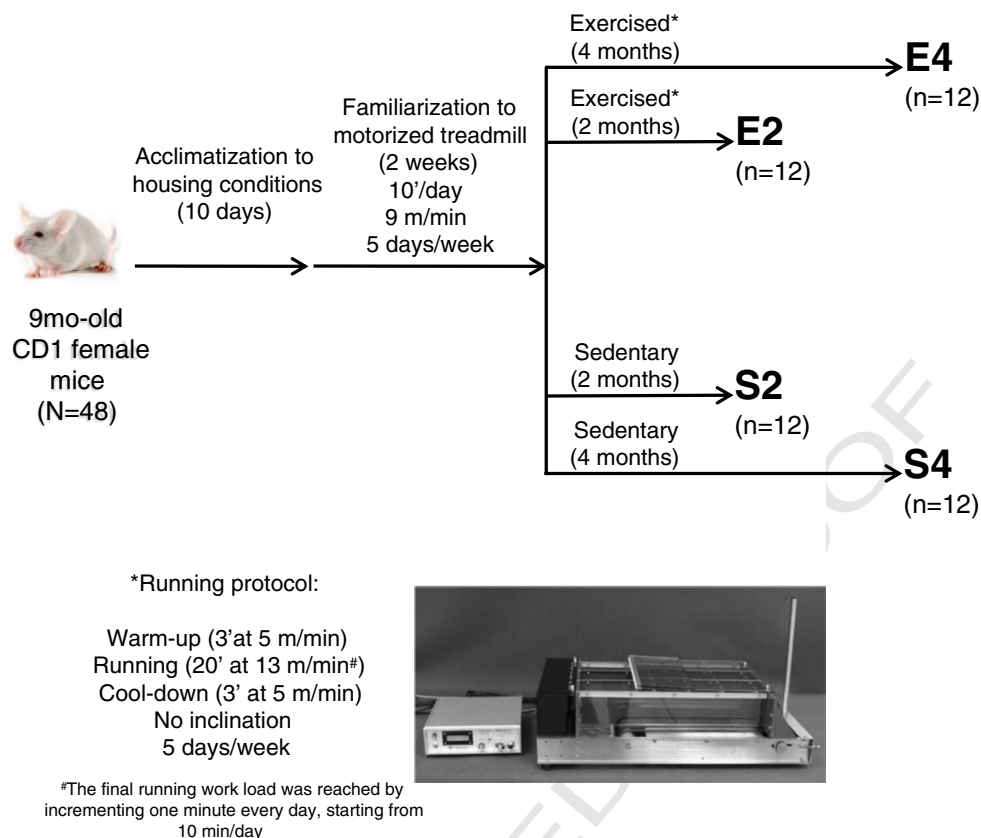 Exercised*
(4 months)
E4
(n=12)
Exercised*
(2 months)
E2
(n=12)
Familiarization to
motorized treadmill
(2 weeks)
10'/day
9 m/min
5 days/week
Acclimatization to
housing conditions
(10 days)
9mo-old
CD1 female
mice
(N=48)
Sedentary
(2 months)
S2
(n=12)
Sedentary
(4 months)
S4
(n=12)
*Running protocol:
Warm-up (3'at 5 m/min)
Running (20' at 13 m/min#)
Cool-down (3' at 5 m/min)
No inclination
5 days/week
#The final running work load was reached by
incrementing one minute every day, starting from
10 min/day